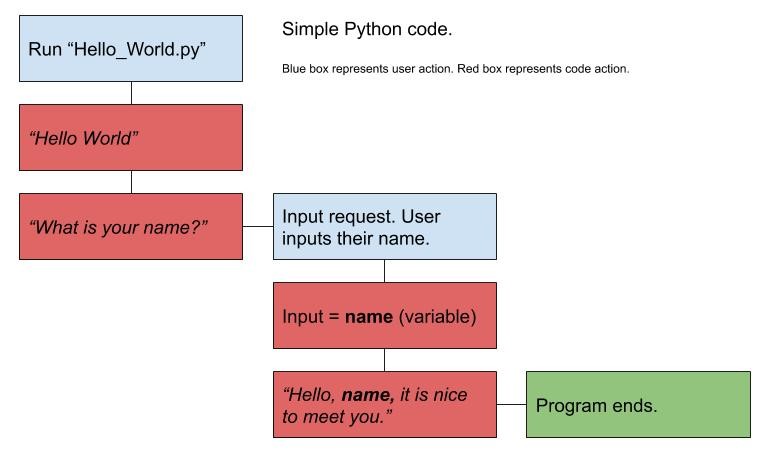 Run “Hello_World.py”
Simple Python code.
Blue box represents user action. Red box represents code action.
“Hello World”
“What is your name?”
Input request. User
inputs their name.
Input = name (variable)
“Hello, name, it is nice
to meet you.”
Program ends.